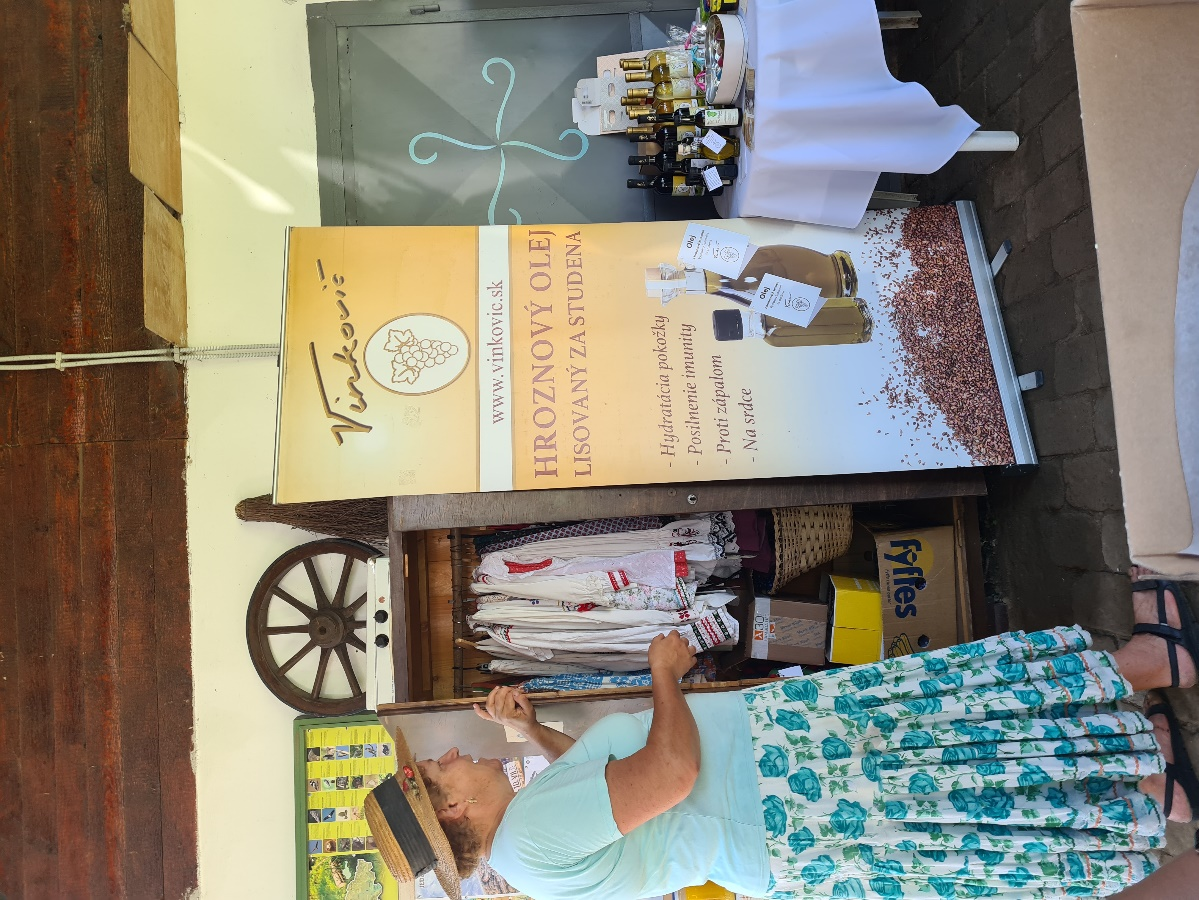 Vinkovič
www.vinkovic.sk
HROZNOVÝ OLEJ
LISOVANÝ ZA STUDENA
- Hydratácia pokožky
- Posilnenie imunity
- Proti zápalom
- Na srdce
Olej
Olej
fyffes